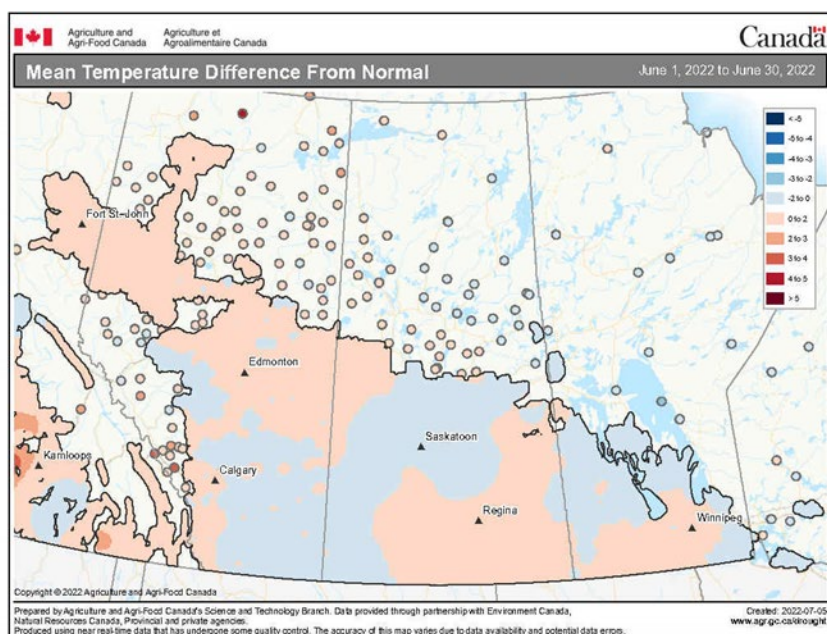 Agriculture and Agriculture et
Agri-Food Canada Agroalimentaire Canada
Canada
Mean Temperature Difference From Normal
June 1, 2022 to June 30, 2022
< -5
-5 to -4
-4 to -3
-3 to -2
-2 to 0
0 to 2
2 to 3
3 to 4
4 to 5
> 5
Fort St-John
Edmonton
Saskatoon
Kamloops
Calgary
Regina
Winnipeg
Copyright © 2022 Agriculture and Agri-Food Canada
Prepared by Agriculture and Agri-Food Canada's Science and Technology Branch. Data provided through partnership with Environment Canada,
Natural Resources Canada, Provincial and private agencies.
Produced using near real-time data that has undergone some quality control. The accuracy of this map varies due to data availability and potential data errors.
Created: 2022-07-05
www.agr.gc.ca/drought